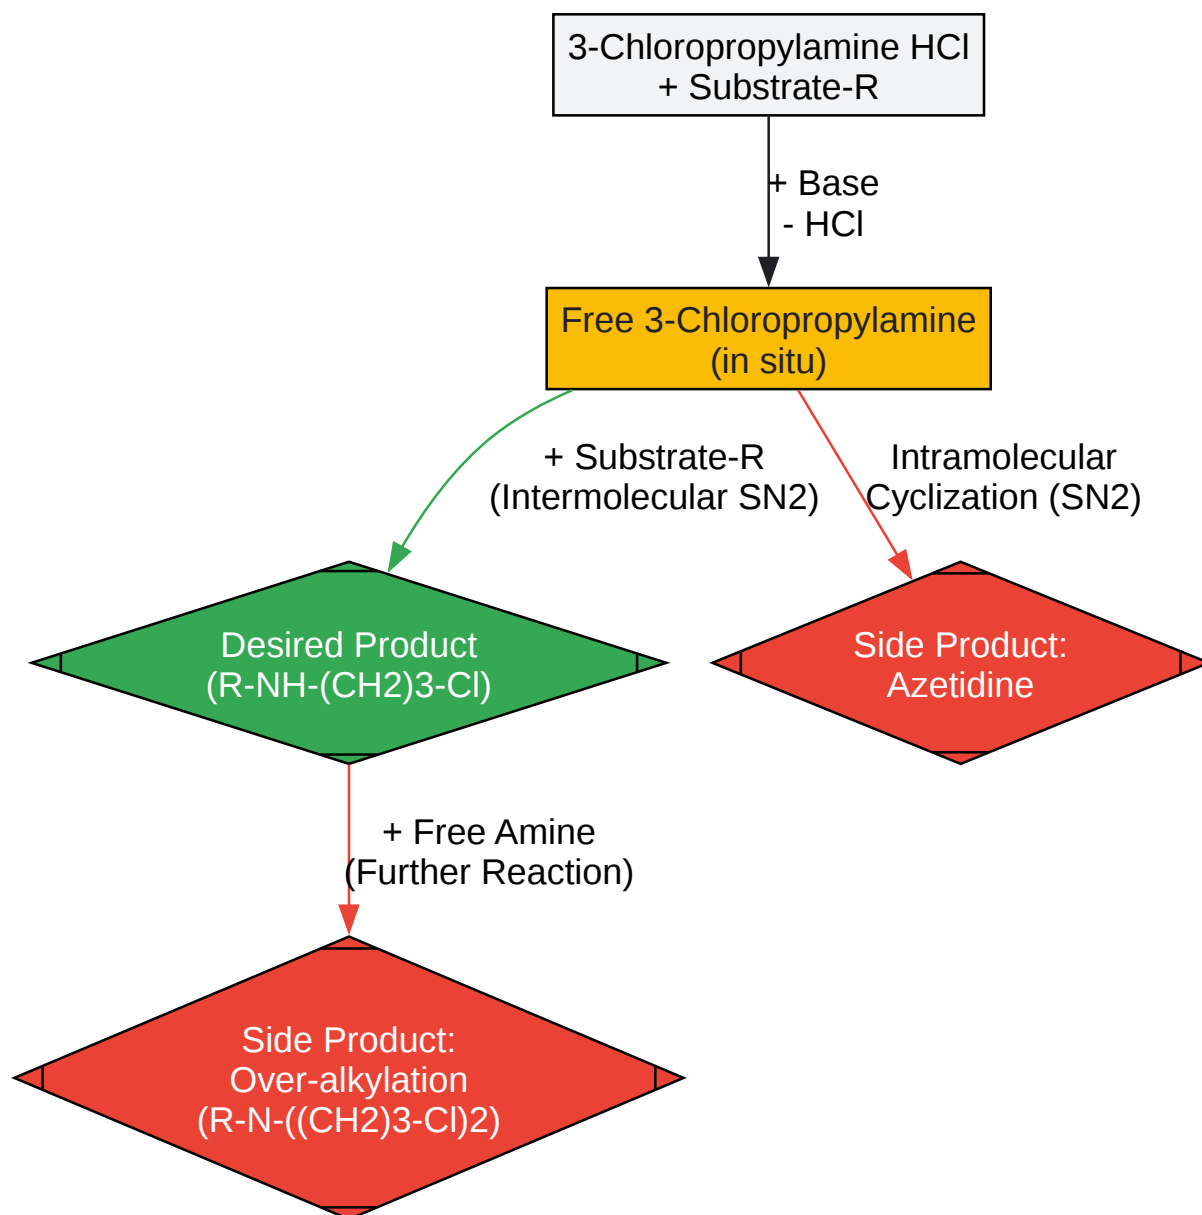 3-Chloropropylamine HCl
+ Substrate-R
+ Base
- HCl
Free 3-Chloropropylamine
(in situ)
+ Substrate-R
(Intermolecular SN2)
Intramolecular
Cyclization (SN2)
Desired Product
(R-NH-(CH2)3-Cl)
Side Product:
Azetidine
+ Free Amine
(Further Reaction)
Side Product:
Over-alkylation
(R-N-((CH2)3-Cl)2)